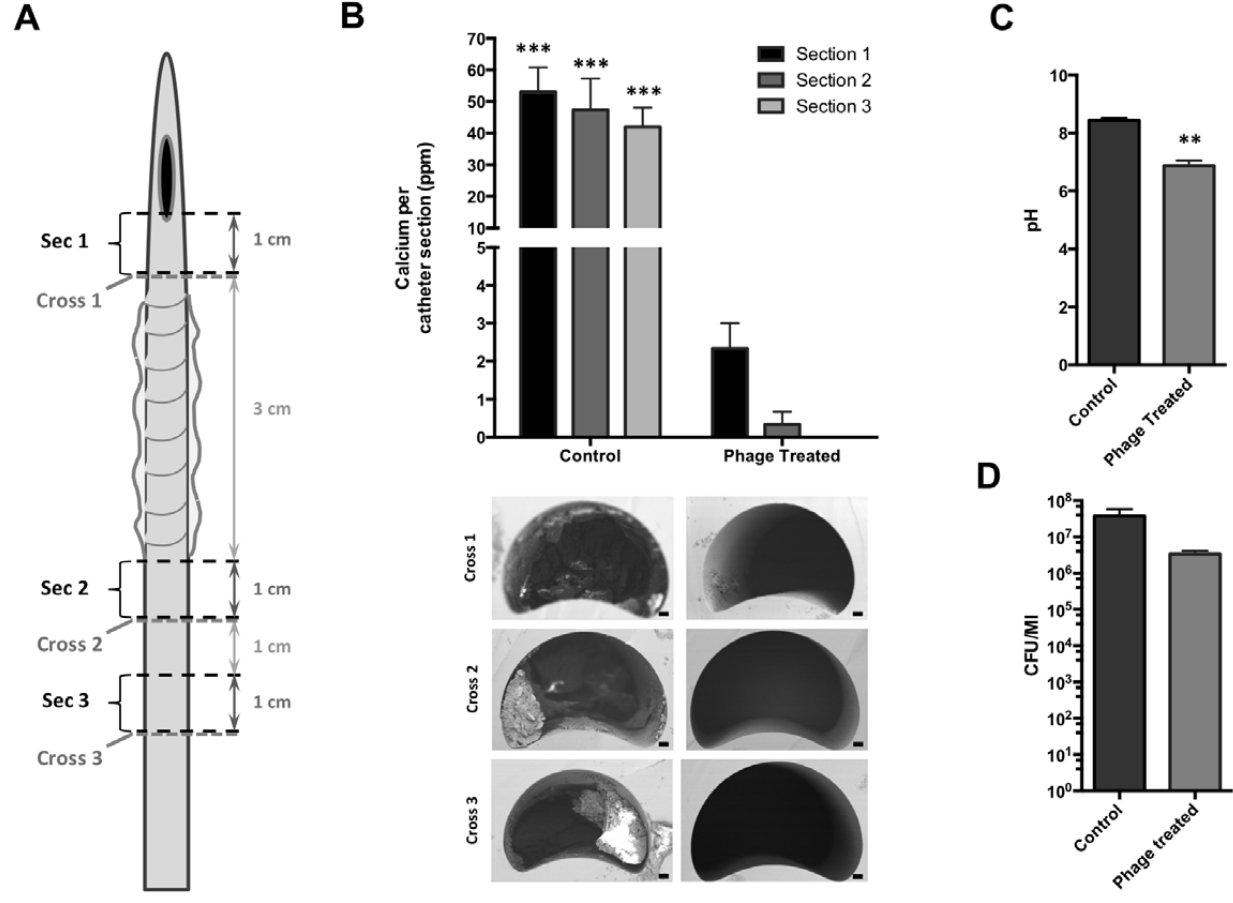 A
Sec 1
1 cm
Cross 1
3 cm
Sec 2
1 cm
Cross 2
1 cm
Sec 3
1 cm
Cross 3
B
Calcium per
catheter section (ppm)
70
60
50
40
30
20
10
5
4
3
2
1
0
***
***
***
Section 1
Section 2
Section 3
Control
Phage Treated
Cross 1
Cross 2
Cross 3
C
pH
10
8
6
4
2
0
**
Control
Phage Treated
D
CFU/Ml
10⁸
10⁷
10⁶
10⁵
10⁴
10³
10²
10¹
10⁰
Control
Phage treated